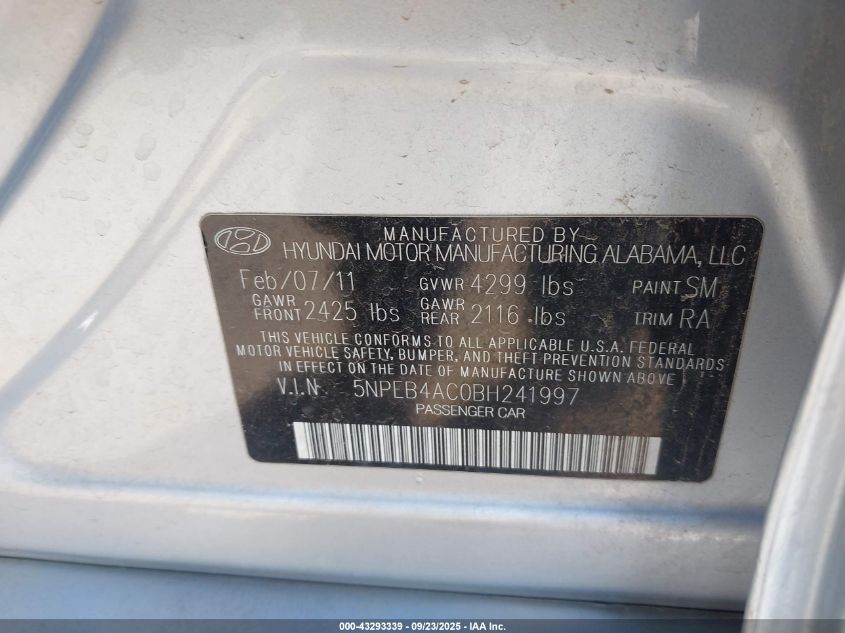 MANUFACTURED BY
HYUNDAI MOTOR MANUFACTURING ALABAMA, LLC
Feb/07/11 GVWR 4299 lbs PAINT SM
GAWR FRONT 2425 lbs GAWR REAR 2116 lbs TRIM RA
THIS VEHICLE CONFORMS TO ALL APPLICABLE U.S.A. FEDERAL
MOTOR VEHICLE SAFETY, BUMPER, AND THEFT PREVENTION STANDARDS
IN EFFECT ON THE DATE OF MANUFACTURE SHOWN ABOVE
V.I.N 5NPEB4AC0BH241997
PASSENGER CAR
000-43293339 - 09/23/2025 - IAA Inc.